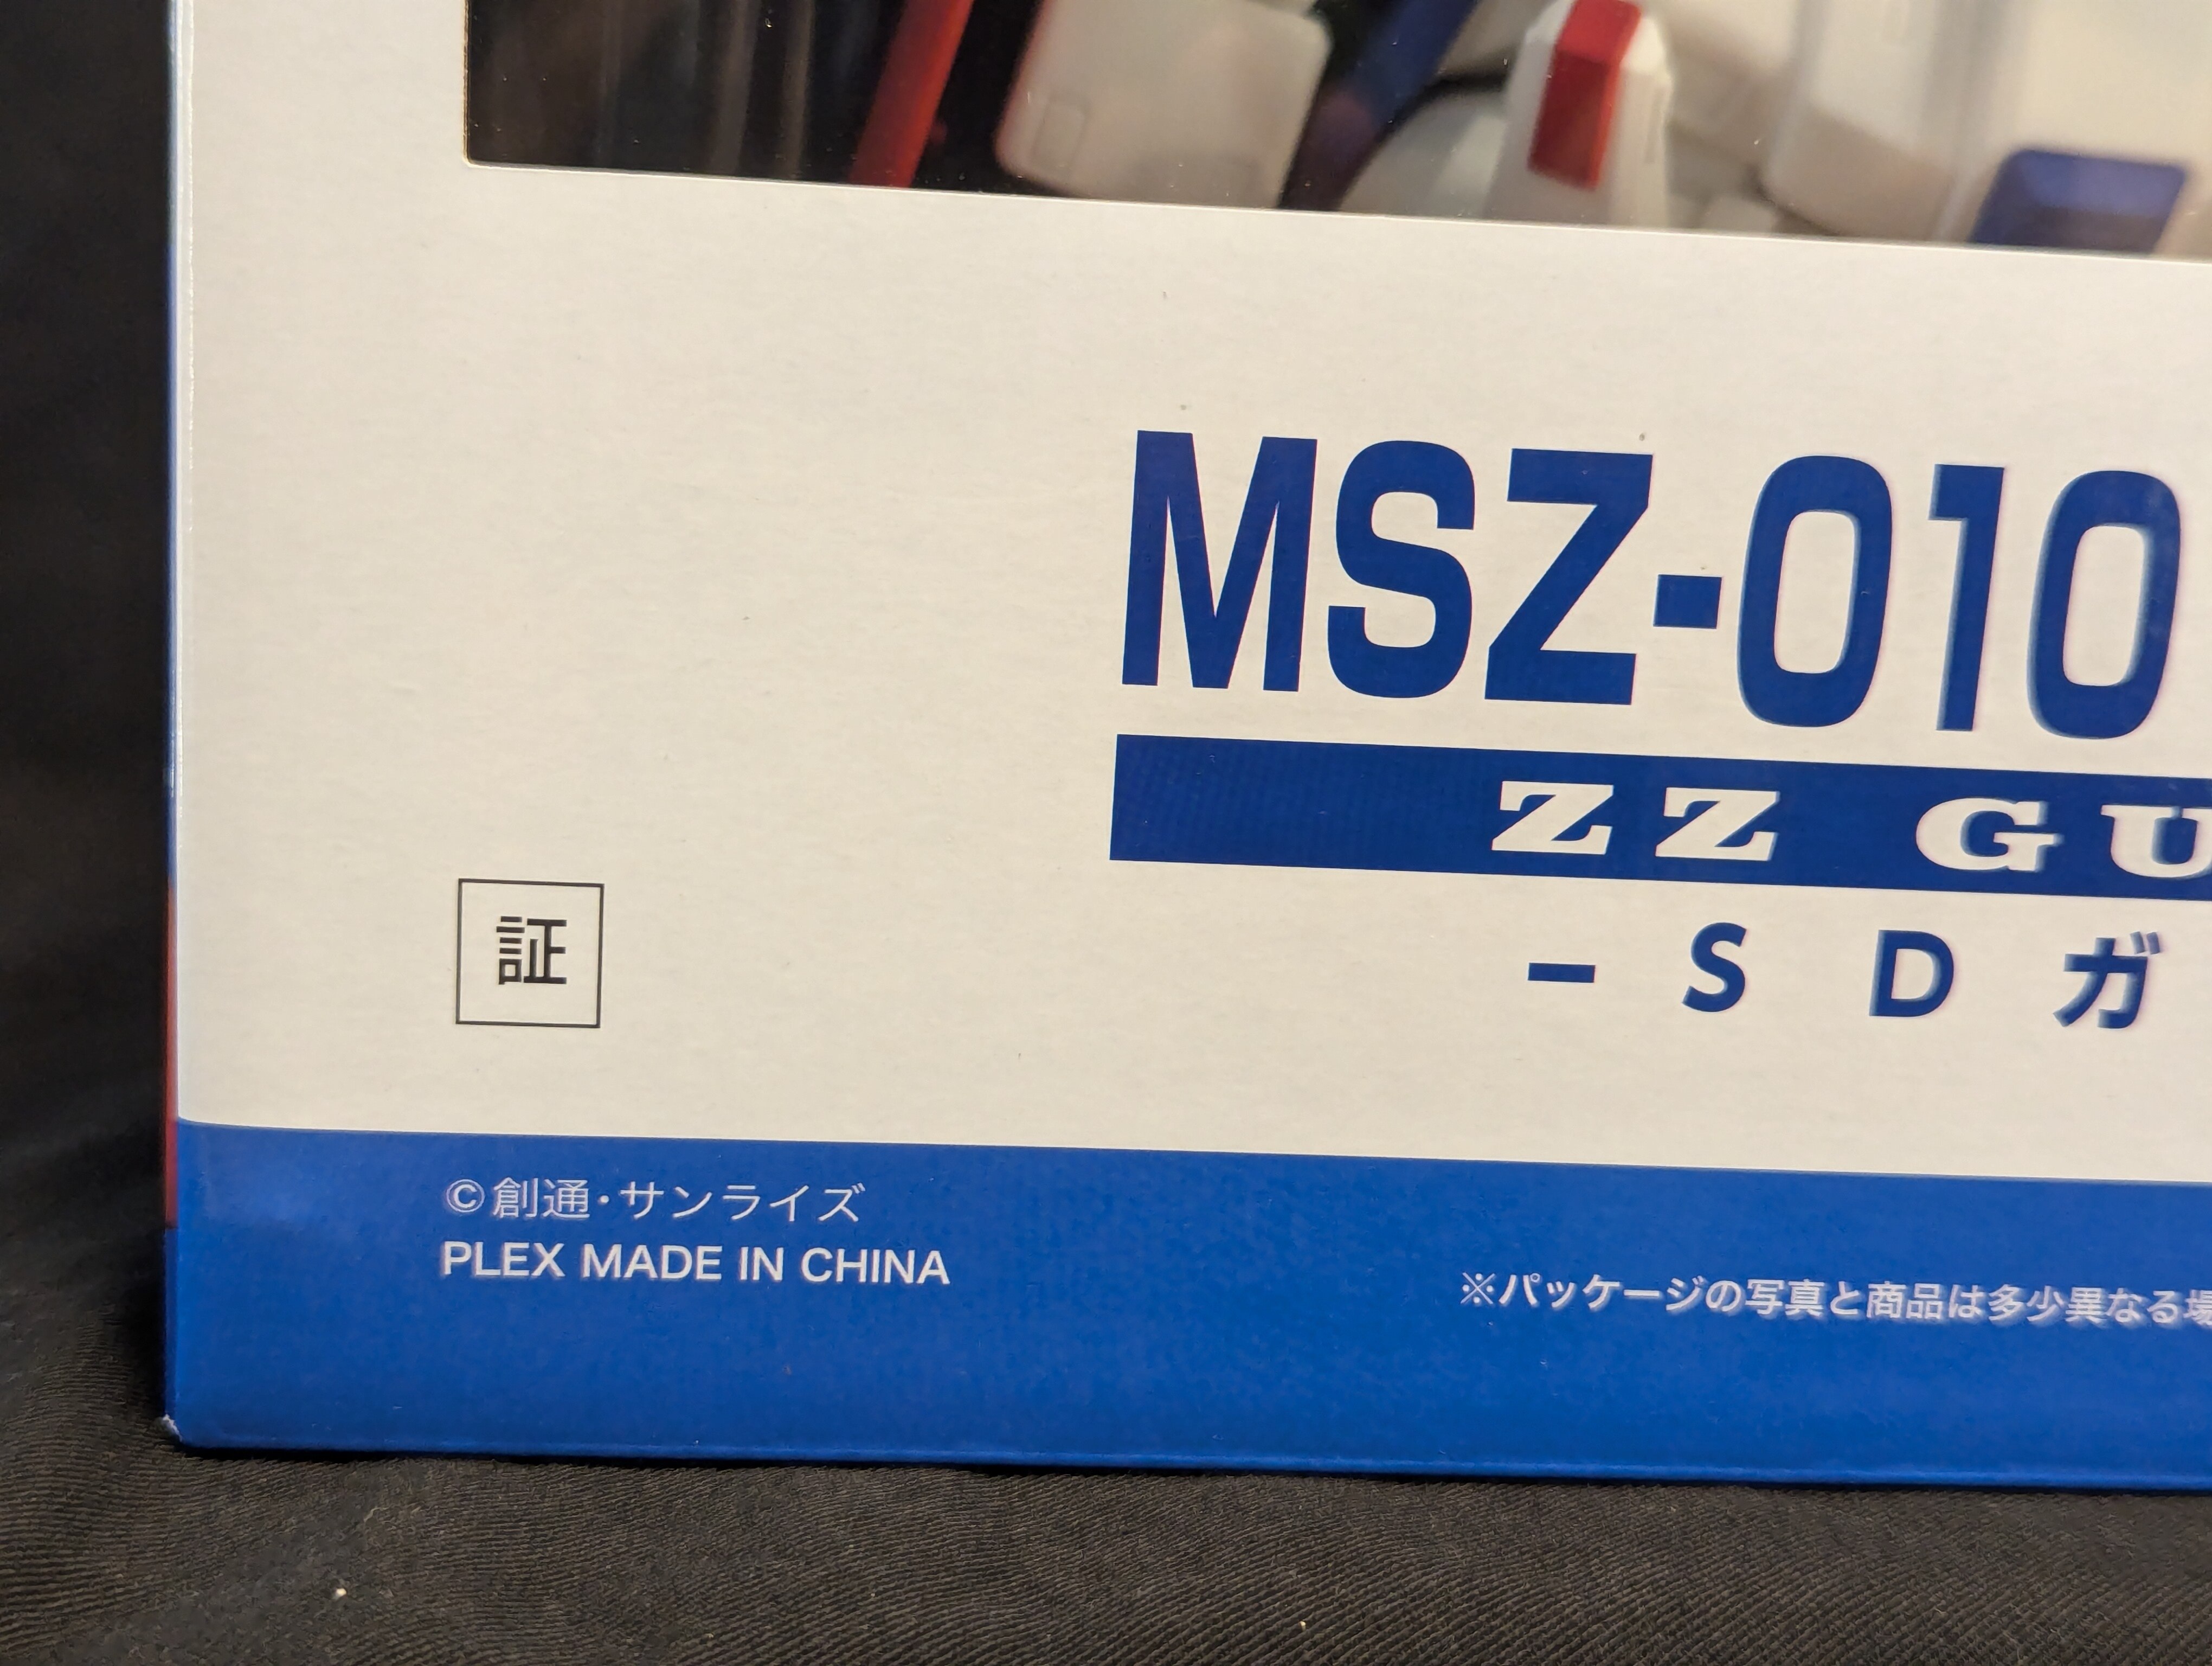 MSZ-010
ZZ GU
－SDガ
証
©創通・サンライズ
PLEX MADE IN CHINA
※パッケージの写真と商品は多少異なる場